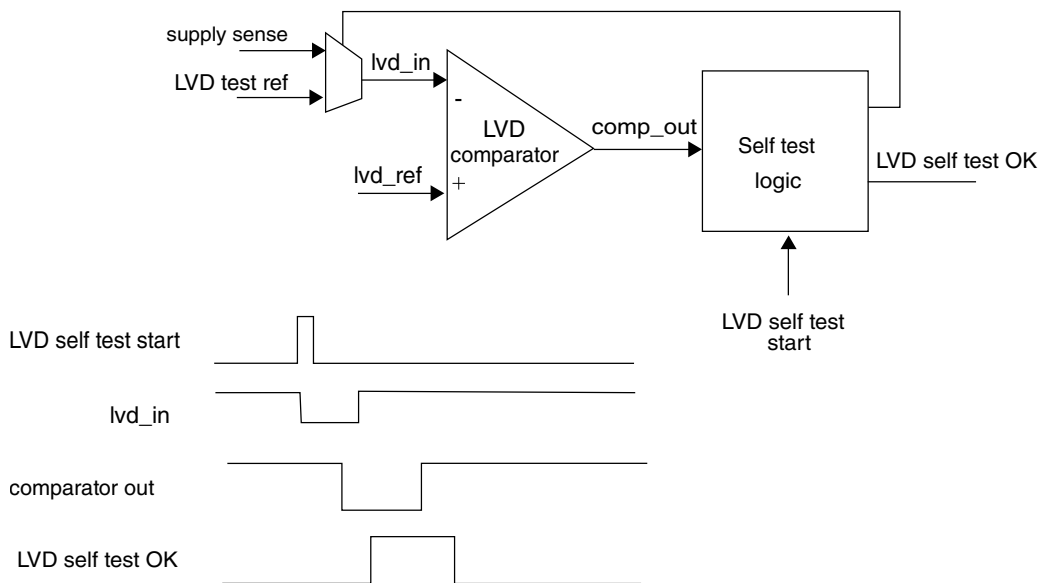 supply sense
LVD test ref
lvd_in
-
LVD
comparator
lvd_ref
+
comp_out
Self test
logic
LVD self test OK
LVD self test
start
LVD self test start
lvd_in
comparator out
LVD self test OK